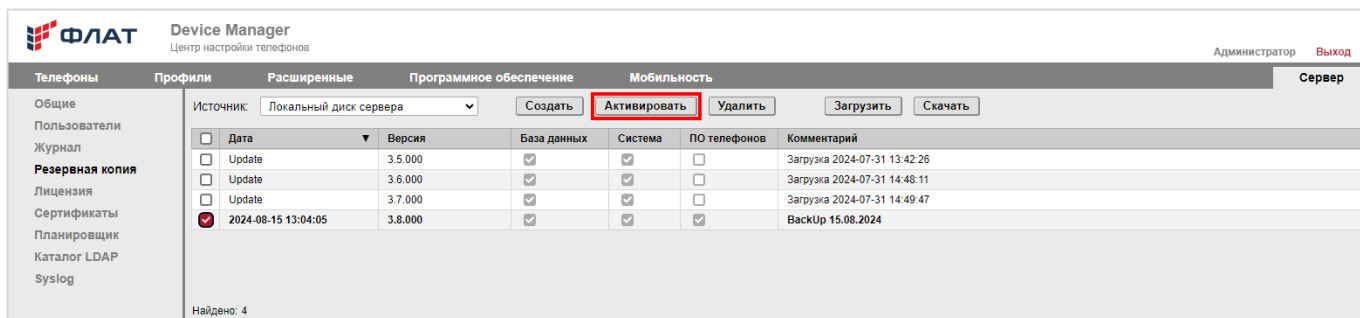 ФЛАТ
Device Manager
Центр настройки телефонов
Администратор Выход
Телефоны Профили Расширенные Программное обеспечение Мобильность Сервер
Общие
Пользователи
Журнал
Резервная копия
Лицензия
Сертификаты
Планировщик
Каталог LDAP
Syslog
Источник: Локальный диск сервера Создать Активировать Удалить Загрузить Скачать
Дата Версия База данных Система ПО телефонов Комментарий
Update 3.5.000 Загрузка 2024-07-31 13:42:26
Update 3.6.000 Загрузка 2024-07-31 14:48:11
Update 3.7.000 Загрузка 2024-07-31 14:49:47
2024-08-15 13:04:05 3.8.000 BackUp 15.08.2024
Найдено: 4